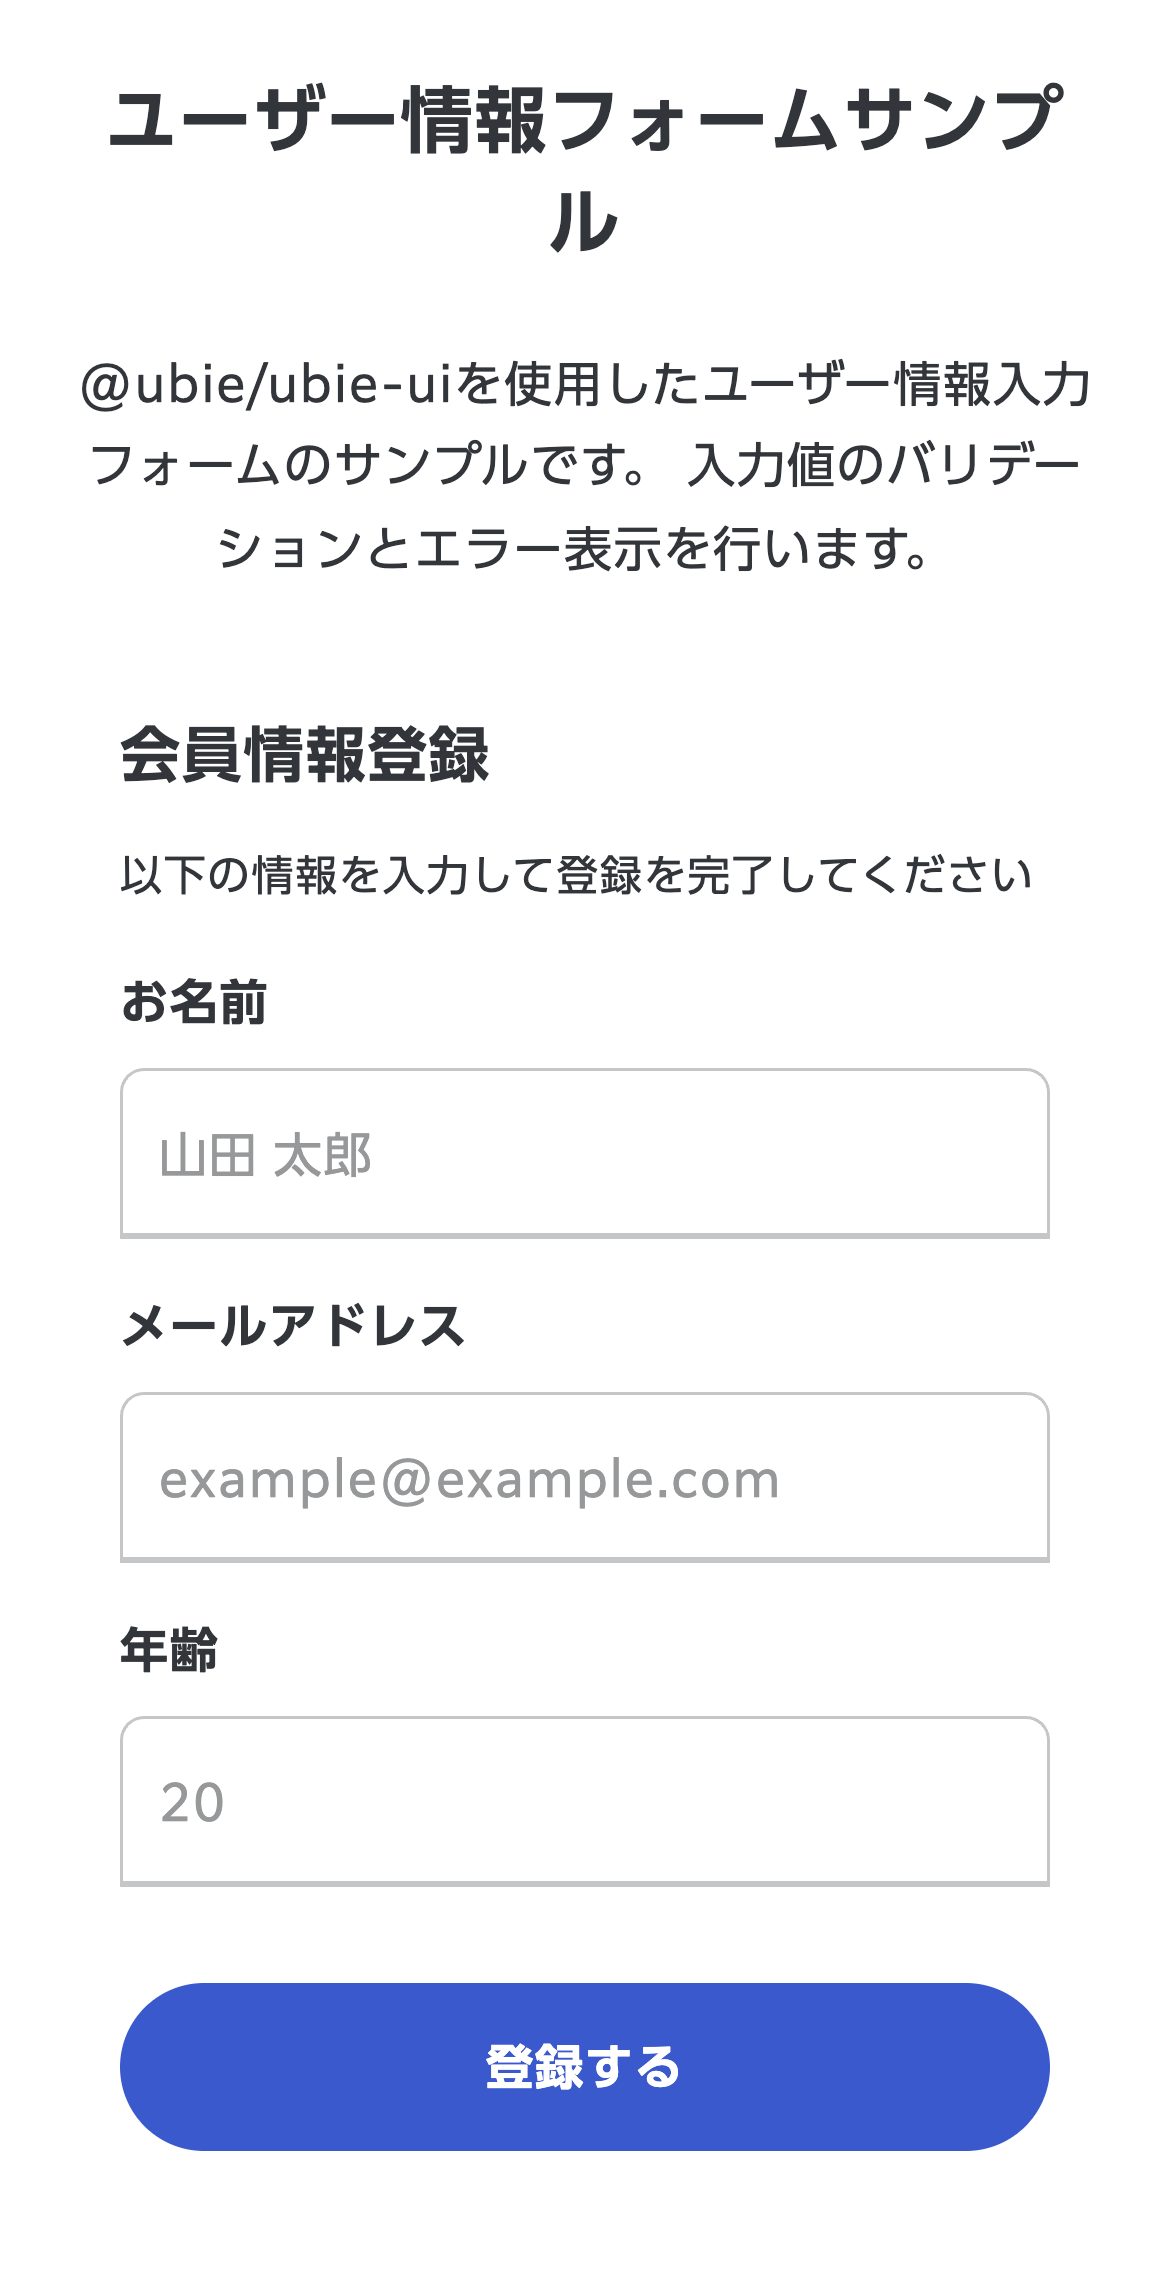 ユーザー情報フォームサンプ
ル
@ubie/ubie-uiを使用したユーザー情報入力
フォームのサンプルです。 入力値のバリデー
ションとエラー表示を行います。
会員情報登録
以下の情報を入力して登録を完了してください
お名前
山田 太郎
メールアドレス
example@example.com
年齢
20
登録する